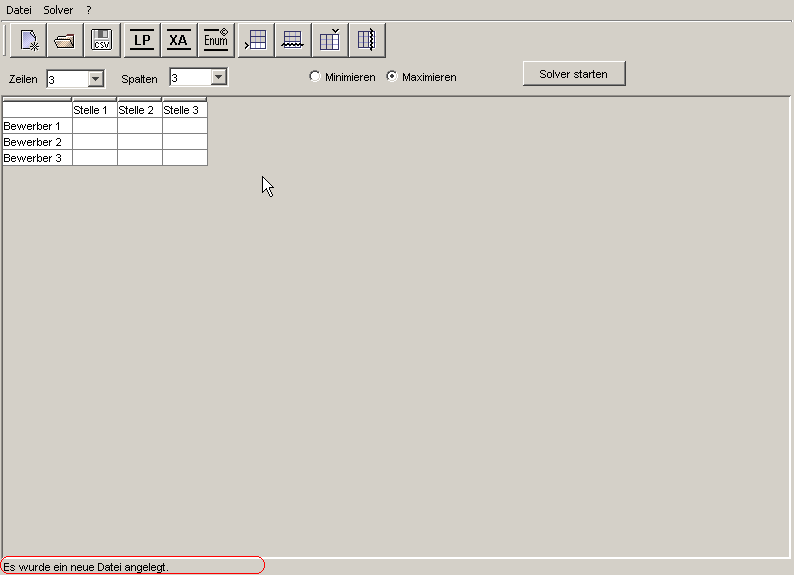 Datei Solver ?
CSV LP XA Enum
Zeilen 3 Spalten 3 Minimieren Maximieren Solver starten
Stelle 1 Stelle 2 Stelle 3
Bewerber 1
Bewerber 2
Bewerber 3
Es wurde ein neue Datei angelegt.